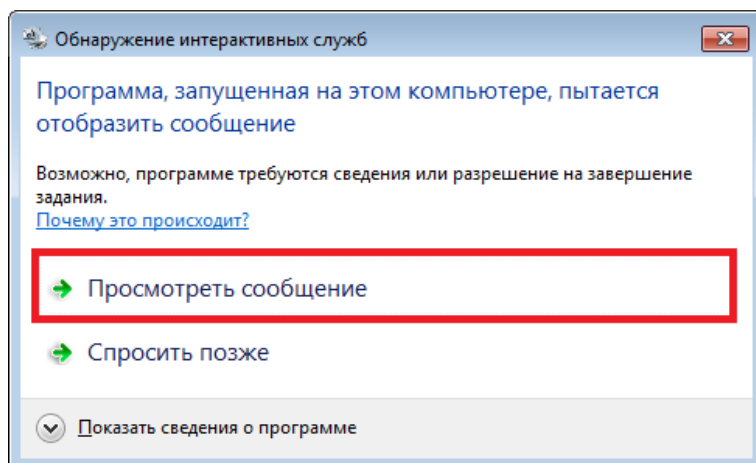 Обнаружение интерактивных служб
Программа, запущенная на этом компьютере, пытается
отобразить сообщение
Возможно, программе требуются сведения или разрешение на завершение
задания.
Почему это происходит?
Просмотреть сообщение
Спросить позже
Показать сведения о программе